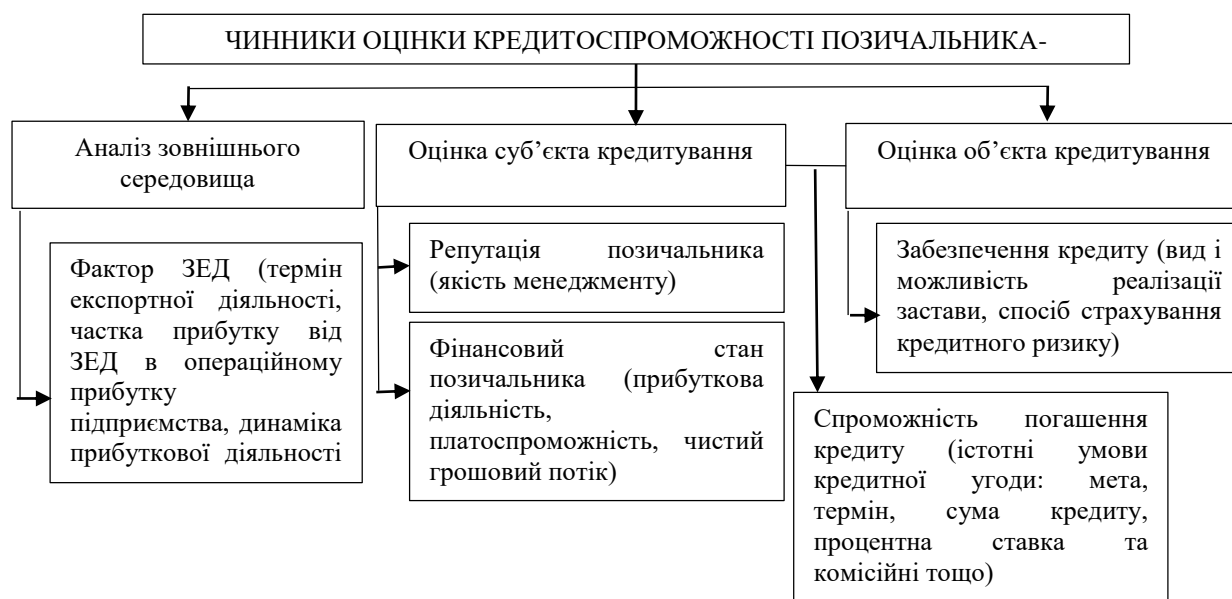 ЧИННИКИ ОЦІНКИ КРЕДИТОСПРОМОЖНОСТІ ПОЗИЧАЛЬНИКА-
Аналіз зовнішнього
середовища
Оцінка суб’єкта кредитування
Оцінка об’єкта кредитування
Фактор ЗЕД (термін
експортної діяльності,
частка прибутку від
ЗЕД в операційному
прибутку
підприємства, динаміка
прибуткової діяльності
Репутація позичальника
(якість менеджменту)
Фінансовий стан
позичальника (прибуткова
діяльність,
платоспроможність, чистий
грошовий потік)
Забезпечення кредиту (вид і
можливість реалізації
застави, спосіб страхування
кредитного ризику)
Спроможність погашення
кредиту (істотні умови
кредитної угоди: мета,
термін, сума кредиту,
процентна ставка та
комісійні тощо)